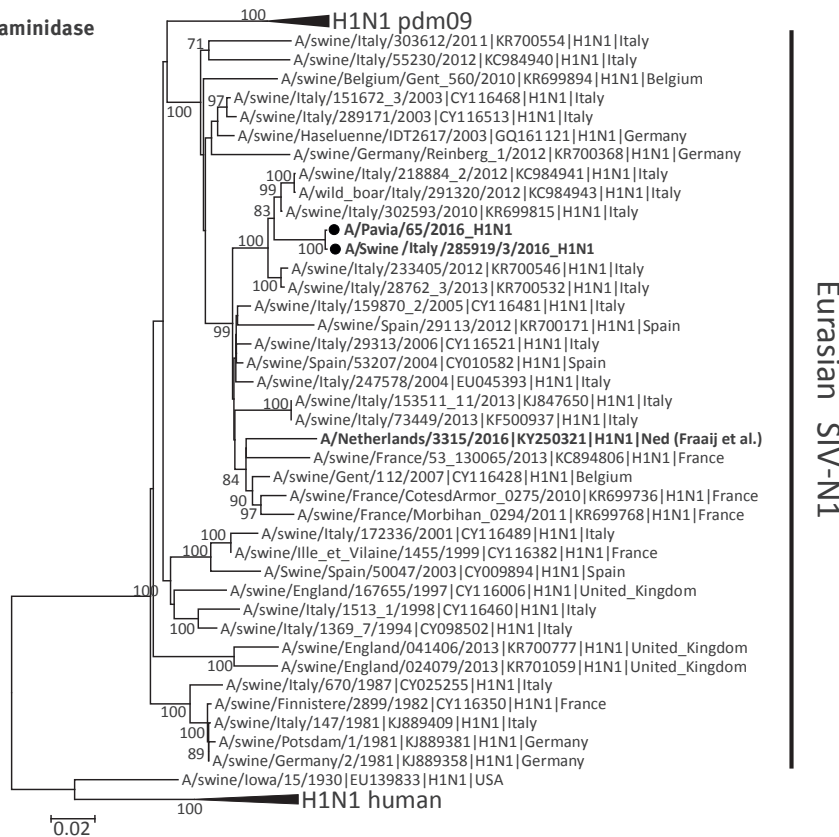 aminidase
100
H1N1 pdm09
71
A/swine/Italy/303612/2011|KR700554|H1N1|Italy
A/swine/Italy/55230/2012|KC984940|H1N1|Italy
A/swine/Belgium/Gent_560/2010|KR699894|H1N1|Belgium
100
97
A/swine/Italy/151672_3/2003|CY116468|H1N1|Italy
A/swine/Italy/289171/2003|CY116513|H1N1|Italy
A/swine/Haseluenne/IDT2617/2003|GQ161121|H1N1|Germany
A/swine/Germany/Reinberg_1/2012|KR700368|H1N1|Germany
100
A/swine/Italy/218884_2/2012|KC984941|H1N1|Italy
99
A/wild_boar/Italy/291320/2012|KC984943|H1N1|Italy
83
A/swine/Italy/302593/2010|KR699815|H1N1|Italy
A/Pavia/65/2016_H1N1
100
100
A/Swine/Italy/285919/3/2016_H1N1
A/swine/Italy/233405/2012|KR700546|H1N1|Italy
100
A/swine/Italy/28762_3/2013|KR700532|H1N1|Italy
A/swine/Italy/159870_2/2005|CY116481|H1N1|Italy
99
A/swine/Spain/29113/2012|KR700171|H1N1|Spain
A/swine/Italy/29313/2006|CY116521|H1N1|Italy
A/swine/Spain/53207/2004|CY010582|H1N1|Spain
A/swine/Italy/247578/2004|EU045393|H1N1|Italy
100
A/swine/Italy/153511_11/2013|KJ847650|H1N1|Italy
A/swine/Italy/73449/2013|KF500937|H1N1|Italy
A/Netherlands/3315/2016|KY250321|H1N1|Ned (Fraaij et al.)
A/swine/France/53_130065/2013|KC894806|H1N1|France
84
A/swine/Gent/112/2007|CY116428|H1N1|Belgium
90
A/swine/France/CotesdArmor_0275/2010|KR699736|H1N1|France
97
A/swine/France/Morbihan_0294/2011|KR699768|H1N1|France
100
A/swine/Italy/172336/2001|CY116489|H1N1|Italy
100
A/swine/Ille_et_Vilaine/1455/1999|CY116382|H1N1|France
A/Swine/Spain/50047/2003|CY009894|H1N1|Spain
100
A/swine/England/167655/1997|CY116006|H1N1|United_Kingdom
A/swine/Italy/1513_1/1998|CY116460|H1N1|Italy
100
A/swine/Italy/1369_7/1994|CY098502|H1N1|Italy
A/swine/England/041406/2013|KR700777|H1N1|United_Kingdom
100
A/swine/England/024079/2013|KR701059|H1N1|United_Kingdom
A/swine/Italy/670/1987|CY025255|H1N1|Italy
100
A/swine/Finnistere/2899/1982|CY116350|H1N1|France
A/swine/Italy/147/1981|KJ889409|H1N1|Italy
100
A/swine/Potsdam/1/1981|KJ889381|H1N1|Germany
89
A/swine/Germany/2/1981|KJ889358|H1N1|Germany
A/swine/Iowa/15/1930|EU139833|H1N1|USA
100
H1N1 human
0.02
Eurasian SIV-N1